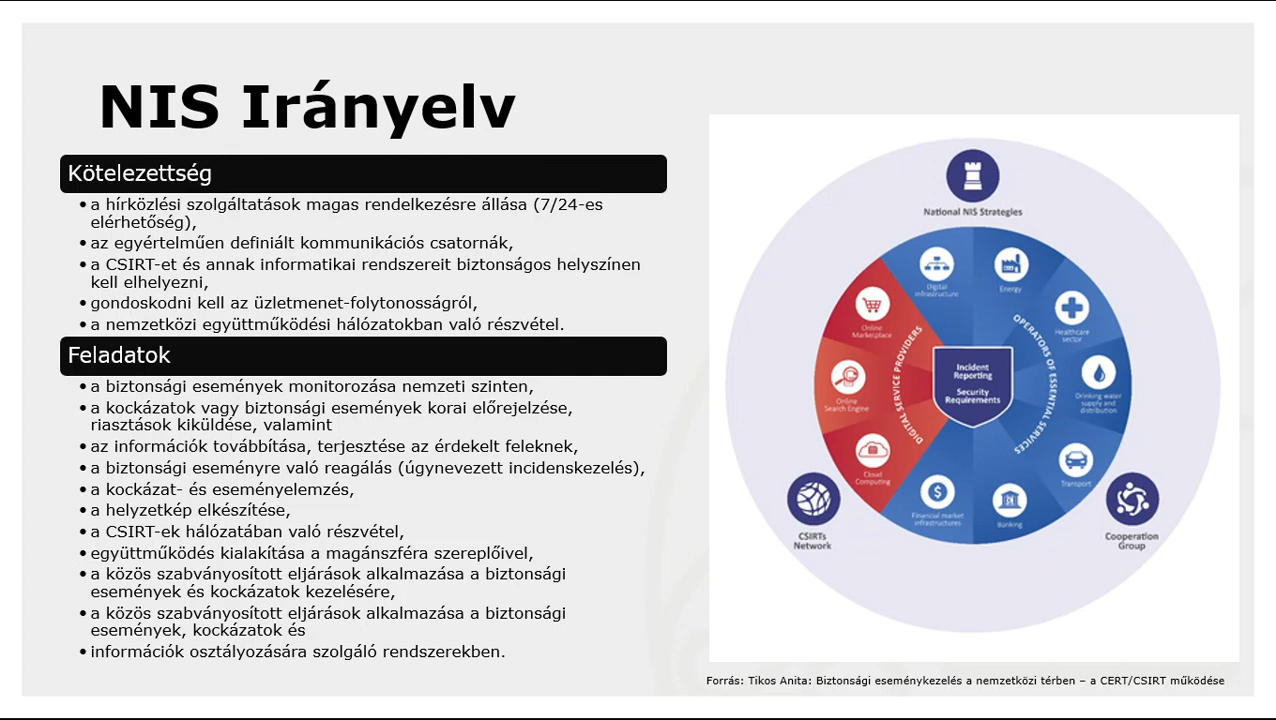 NIS Irányelv
Kötelezettség
• a hírközlési szolgáltatások magas rendelkezésre állása (7/24-es
elérhetőség),
• az egyértelműen definiált kommunikációs csatornák,
• a CSIRT-et és annak informatikai rendszereit biztonságos helyszínen
kell elhelyezni,
• gondoskodni kell az üzletmenet-folytonosságról,
• a nemzetközi együttműködési hálózatokban való részvétel.
Feladatok
• a biztonsági események monitorozása nemzeti szinten,
• a kockázatok vagy biztonsági események korai előrejelzése,
riasztások kiküldése, valamint
• az információk továbbítása, terjesztése az érdekelt feleknek,
• a biztonsági eseményre való reagálás (úgynevezett incidenskezelés),
• a kockázat- és eseményelemzés,
• a helyzetkép elkészítése,
• a CSIRT-ek hálózatában való részvétel,
• együttműködés kialakítása a magánszféra szereplőivel,
• a közös szabványosított eljárások alkalmazása a biztonsági
események és kockázatok kezelésére,
• a közös szabványosított eljárások alkalmazása a biztonsági
események, kockázatok és
• információk osztályozására szolgáló rendszerekben.
National NIS Strategies
Digital
infrastructure
Energy
Online
Marketplace
Healthcare
sector
DIGITAL SERVICE PROVIDERS
OPERATORS OF ESSENTIAL SERVICES
Incident
Reporting
Security
Requirements
Online
Search Engine
Drinking water
supply and
distribution
Cloud
Computing
Transport
Financial market
infrastructures
Banking
CSIRTs
Network
Cooperation
Group
Forrás: Tikos Anita: Biztonsági eseménykezelés a nemzetközi térben – a CERT/CSIRT működése